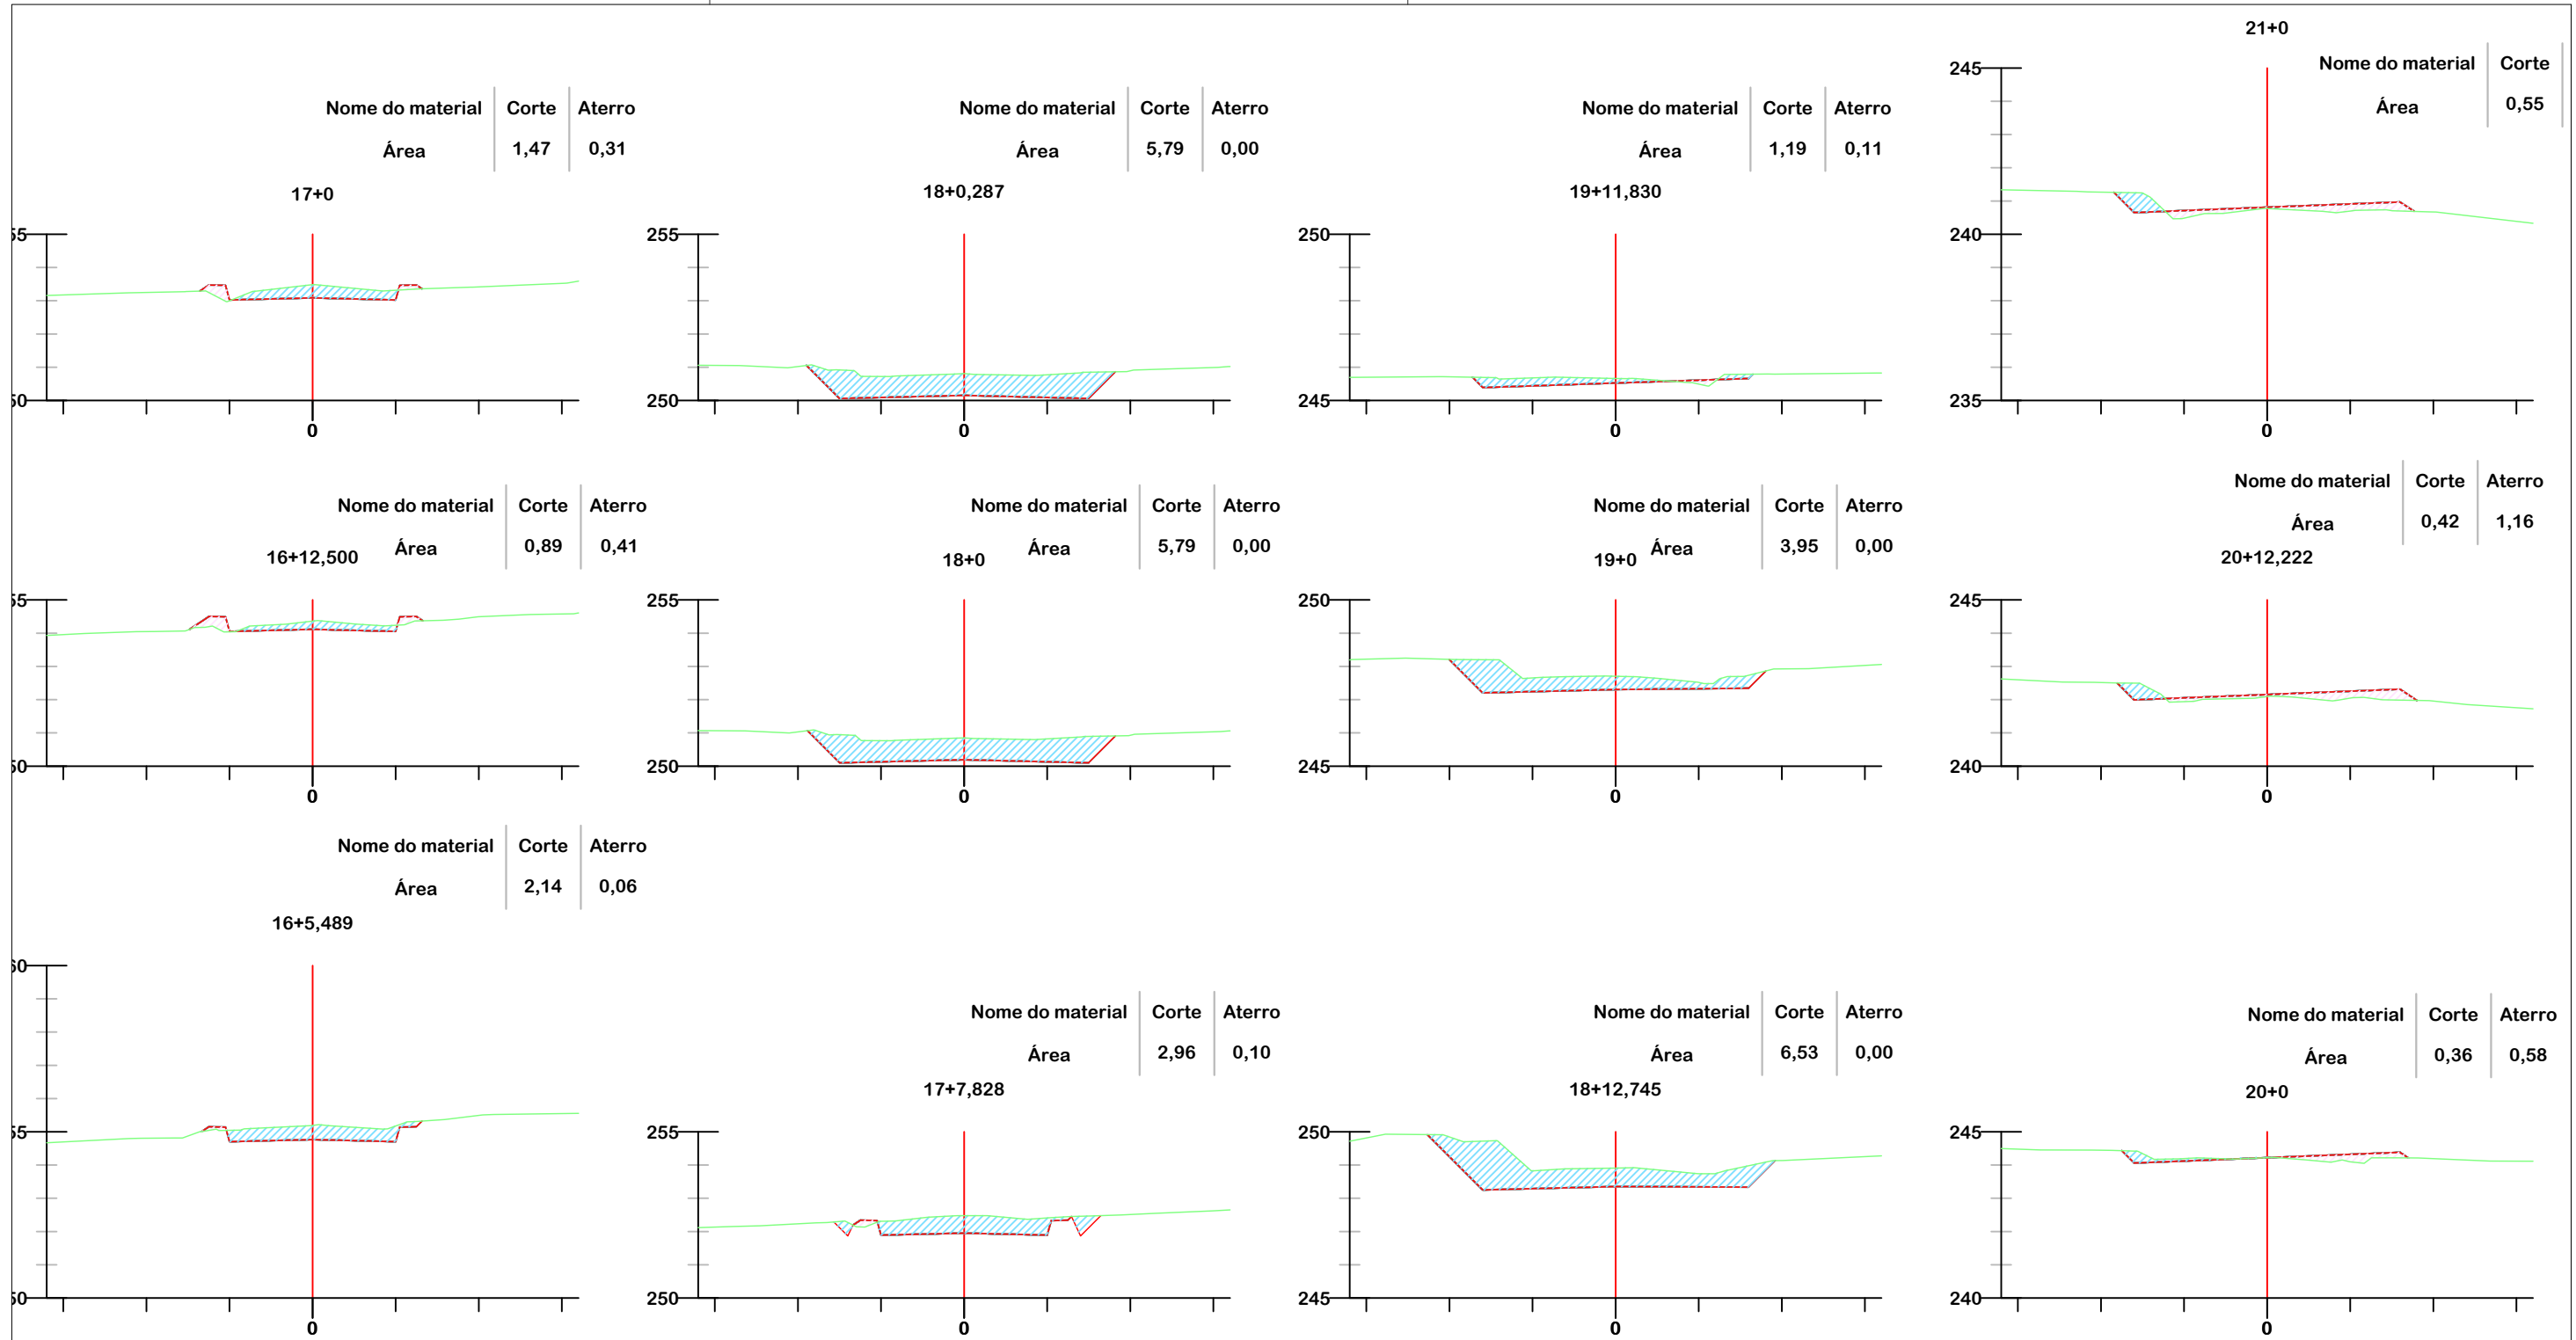 17+0
Nome do material Corte Aterro
Área 1,47 0,31
0
18+0,287
Nome do material Corte Aterro
Área 5,79 0,00
255
250
0
19+11,830
Nome do material Corte Aterro
Área 1,19 0,11
250
245
0
21+0
Nome do material Corte
Área 0,55
245
240
235
0
Nome do material Corte Aterro
Área 0,89 0,41
16+12,500
0
Nome do material Corte Aterro
Área 5,79 0,00
18+0
255
250
0
Nome do material Corte Aterro
Área 3,95 0,00
19+0
250
245
0
Nome do material Corte Aterro
Área 0,42 1,16
20+12,222
245
240
0
Nome do material Corte Aterro
Área 2,14 0,06
16+5,489
0
Nome do material Corte Aterro
Área 2,96 0,10
17+7,828
255
250
0
Nome do material Corte Aterro
Área 6,53 0,00
18+12,745
250
245
0
Nome do material Corte Aterro
Área 0,36 0,58
20+0
245
240
0